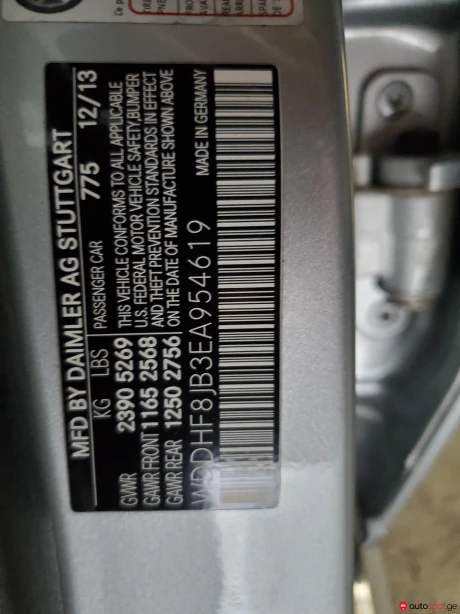 MFD BY DAIMLER AG STUTTGART
PASSENGER CAR 775 12/13
KG LBS
GVWR 2390 5269
GAWR FRONT 1165 2568
GAWR REAR 1250 2756
THIS VEHICLE CONFORMS TO ALL APPLICABLE
U.S. FEDERAL MOTOR VEHICLE SAFETY,BUMPER
AND THEFT PREVENTION STANDARDS IN EFFECT
ON THE DATE OF MANUFACTURE SHOWN ABOVE
WDDHF8JB3EA954619
MADE IN GERMANY
autospot.ge